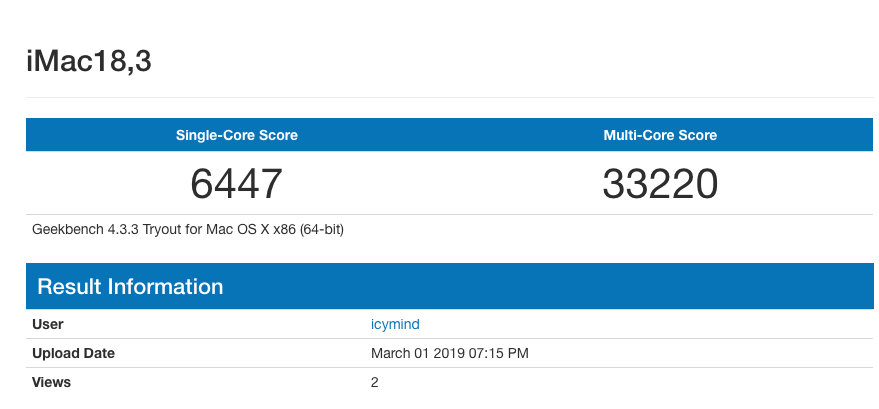 iMac18,3
Single-Core Score Multi-Core Score
6447 33220
Geekbench 4.3.3 Tryout for Mac OS X x86 (64-bit)
Result Information
User icymind
Upload Date March 01 2019 07:15 PM
Views 2